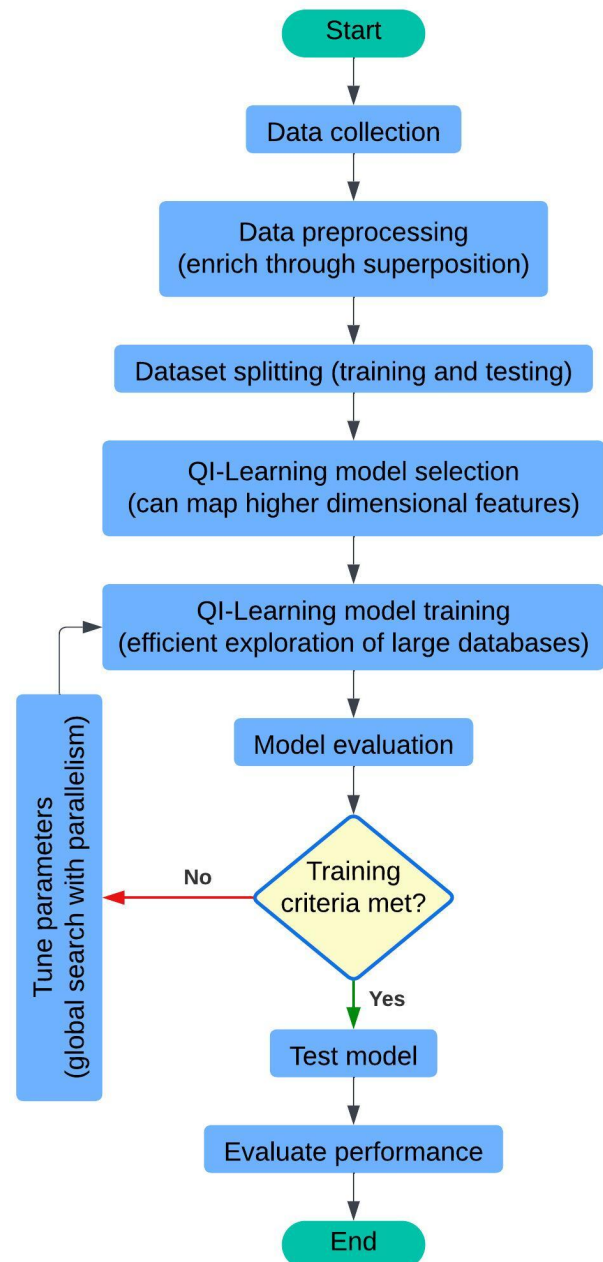 Start
Data collection
Data preprocessing
(enrich through superposition)
Dataset splitting (training and testing)
QI-Learning model selection
(can map higher dimensional features)
QI-Learning model training
(efficient exploration of large databases)
Model evaluation
Training
criteria met?
No
Tune parameters
(global search with parallelism)
Yes
Test model
Evaluate performance
End